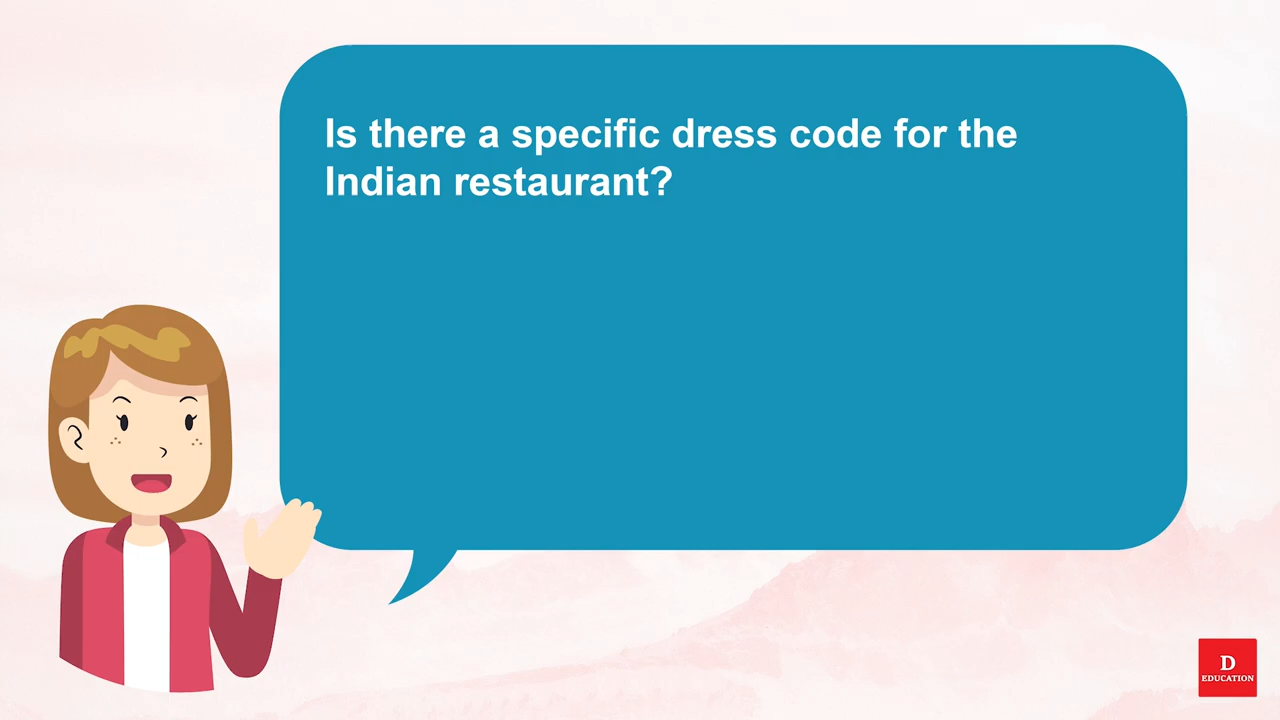 Is there a specific dress code for the
Indian restaurant?
D
EDUCATION